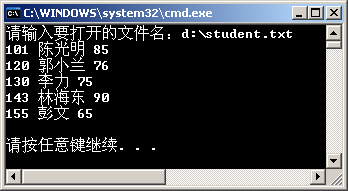 C:\WINDOWS\system32\cmd.exe
请输入要打开的文件名：d:\student.txt
101 陈光明 85
120 郭小兰 76
130 李力 75
143 林海东 90
155 彭文 65
请按任意键继续. . .